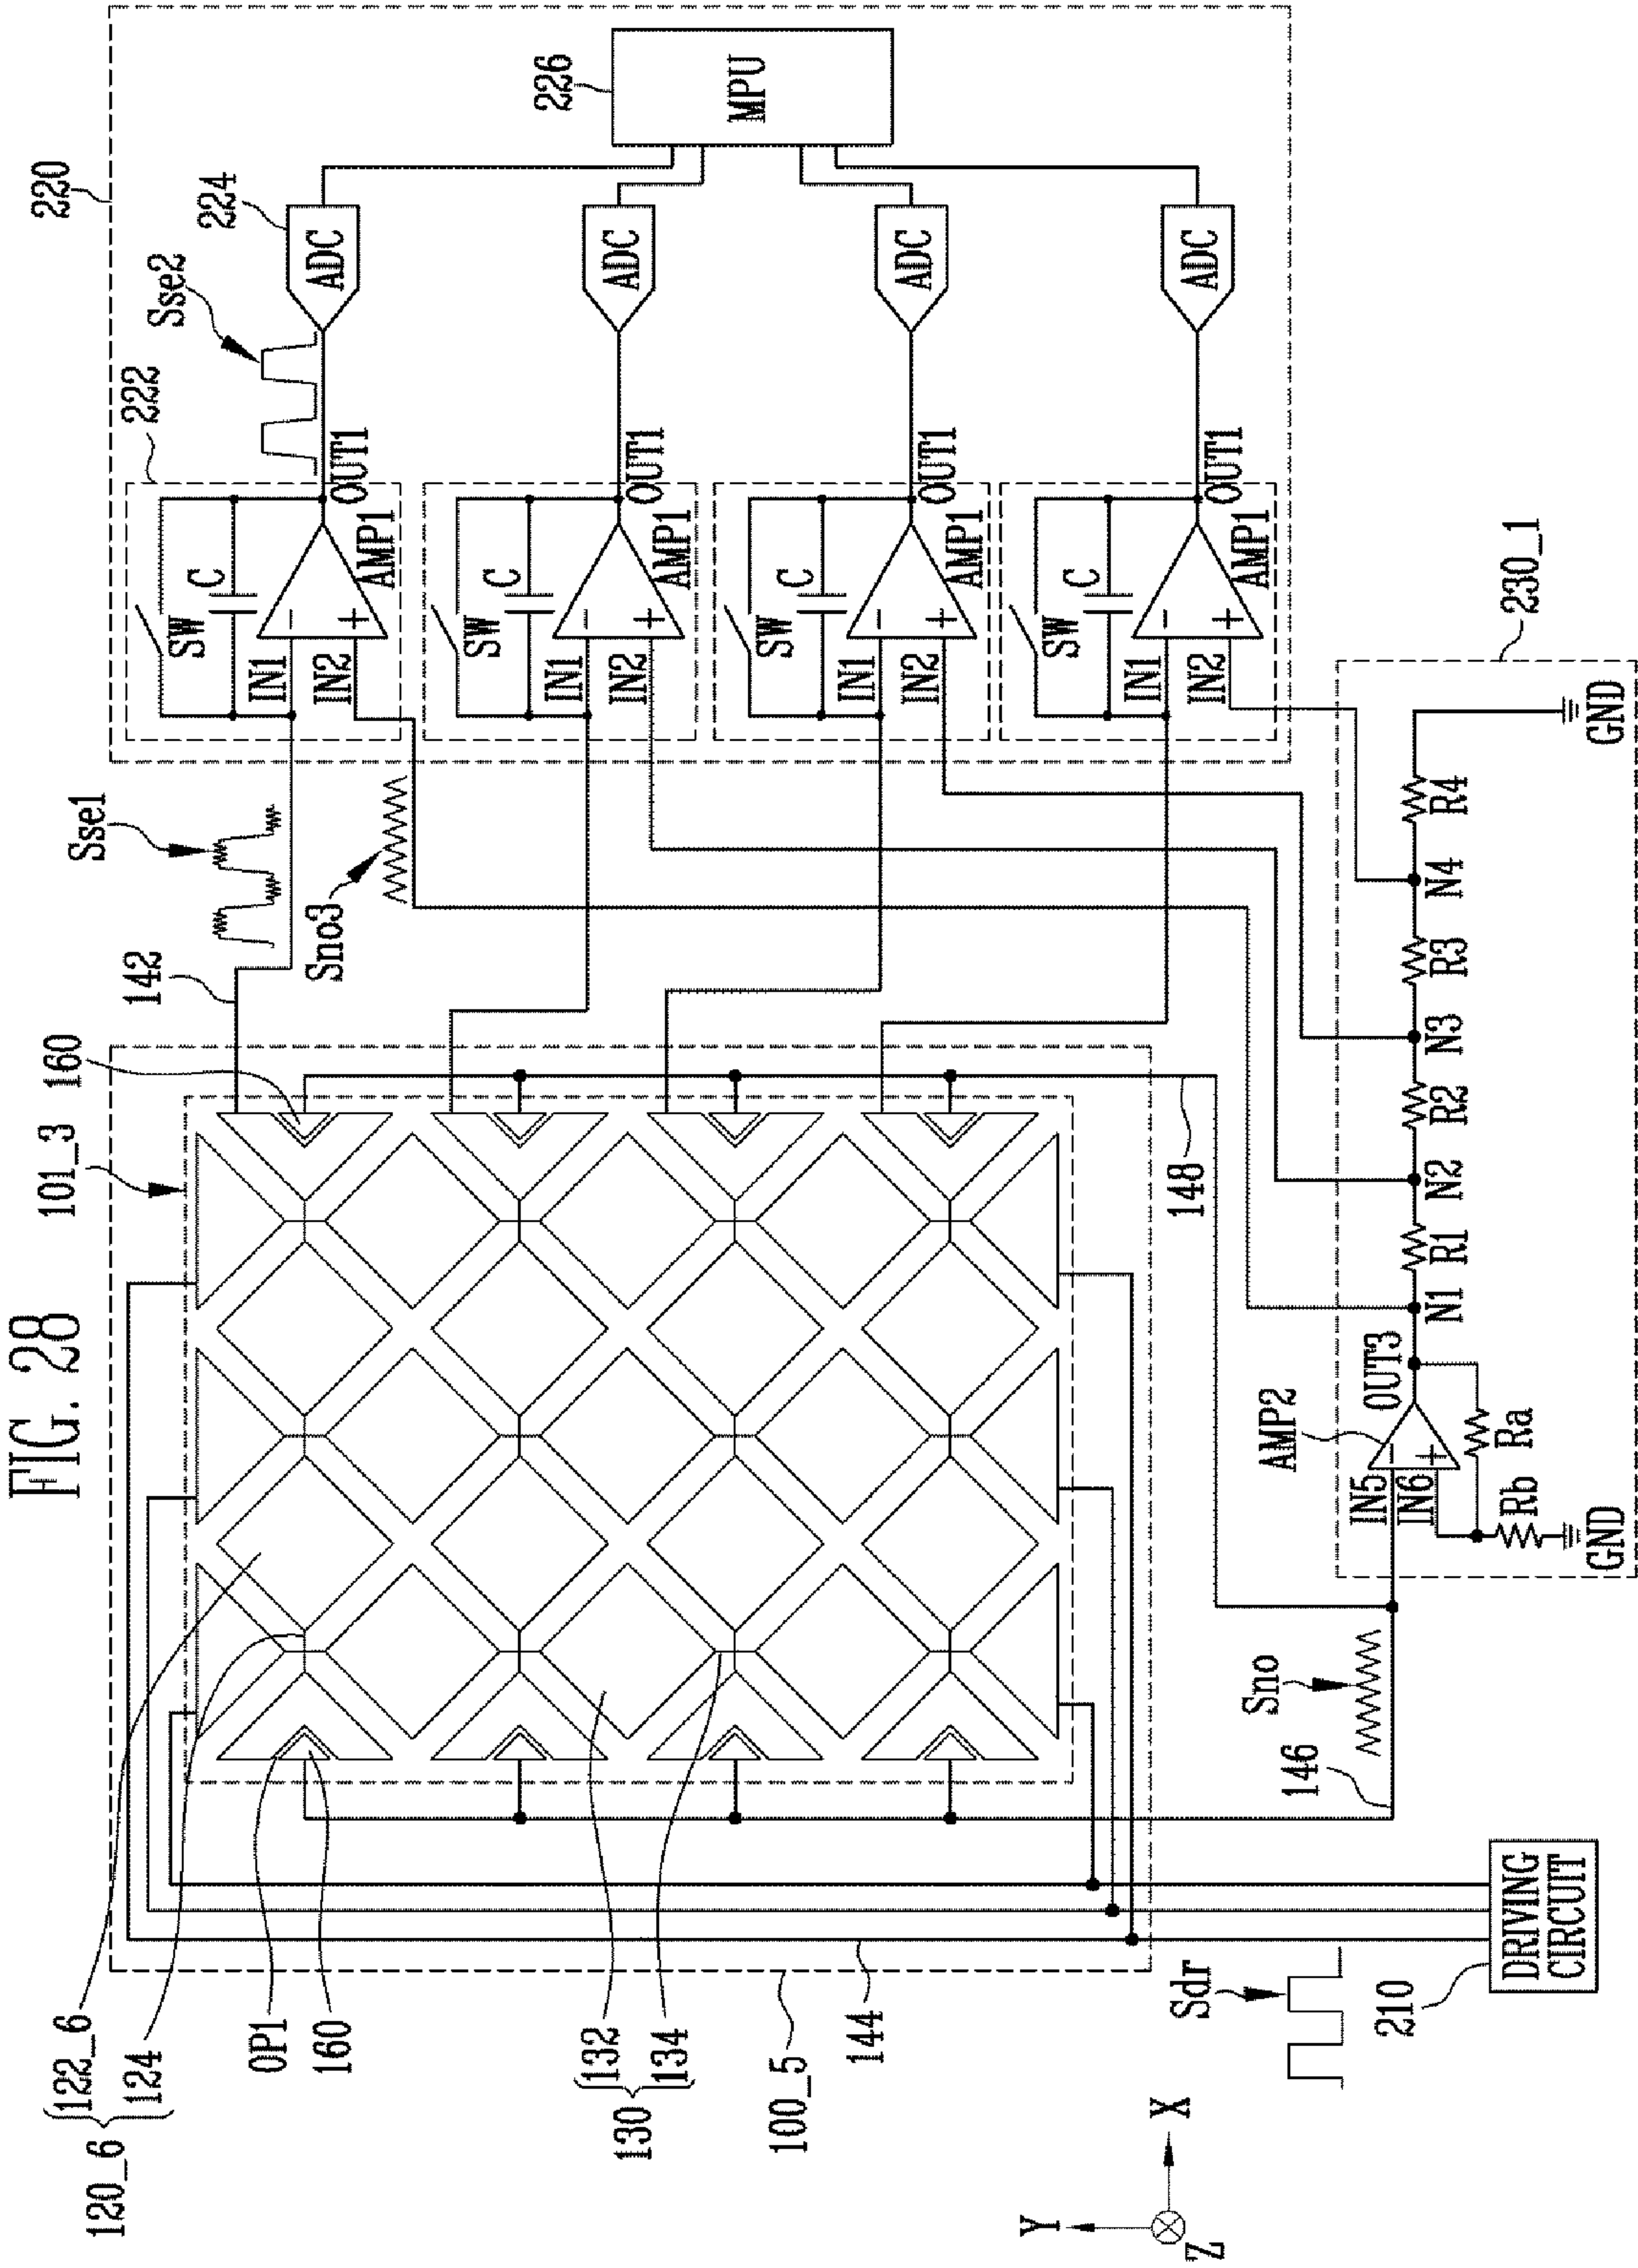 FIG. 28
220
226
MPU
224
Sse2
222
ADC
ADC
ADC
ADC
OUT1
OUT1
OUT1
OUT1
SW
C
AMP1
SW
C
AMP1
SW
C
AMP1
SW
C
AMP1
IN1
IN2
IN1
IN2
IN1
IN2
IN1
IN2
−
+
−
+
−
+
−
+
Sse1
Sno3
142
160
101_3
148
230_1
GND
R4
N4
R3
N3
R2
N2
R1
N1
OUT3
AMP2
IN5
IN6
−
+
Ra
Rb
GND
Sno
146
122_6
124
120_6
OP1
160
132
134
130
100_5
144
Sdr
210
DRIVING
CIRCUIT
X
Y
Z